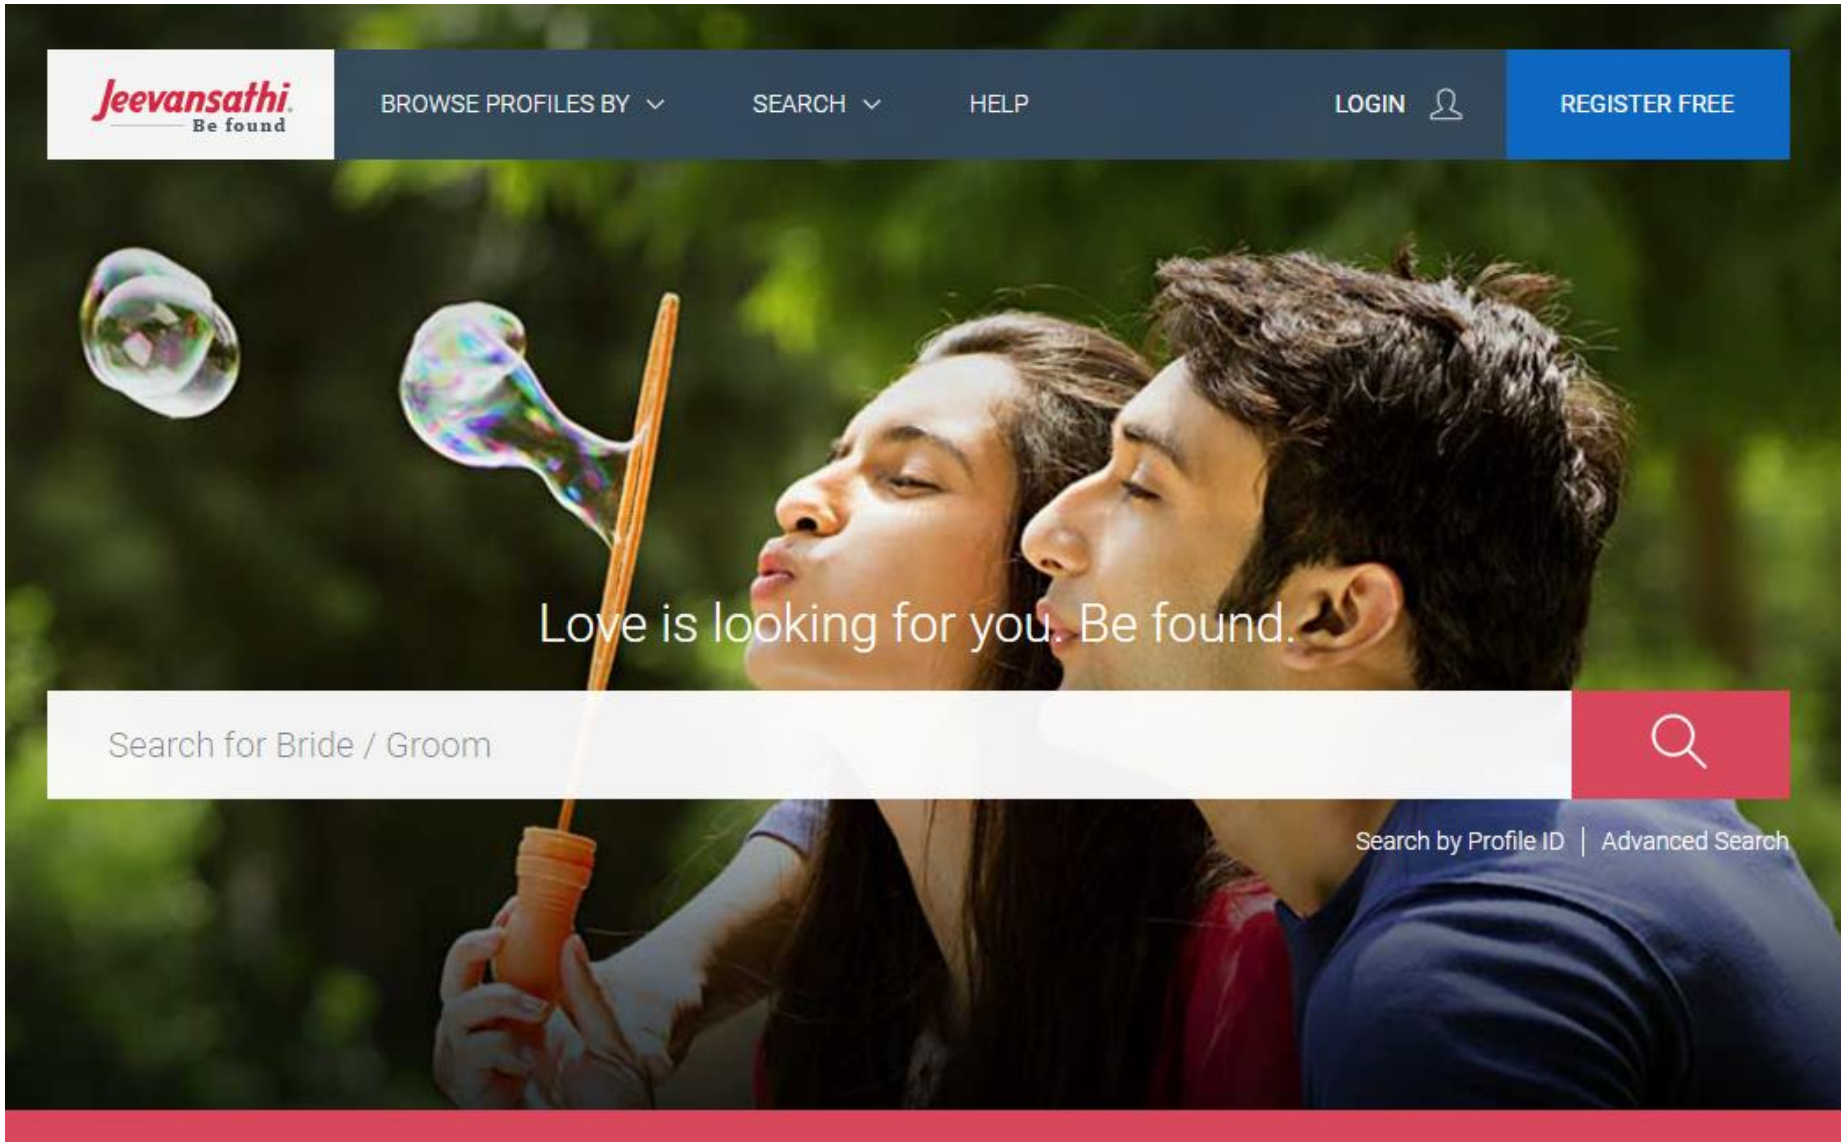 Jeevansathi
Be found
BROWSE PROFILES BY
SEARCH
HELP
LOGIN
REGISTER FREE
Love is looking for you. Be found.
Search for Bride / Groom
Search by Profile ID | Advanced Search